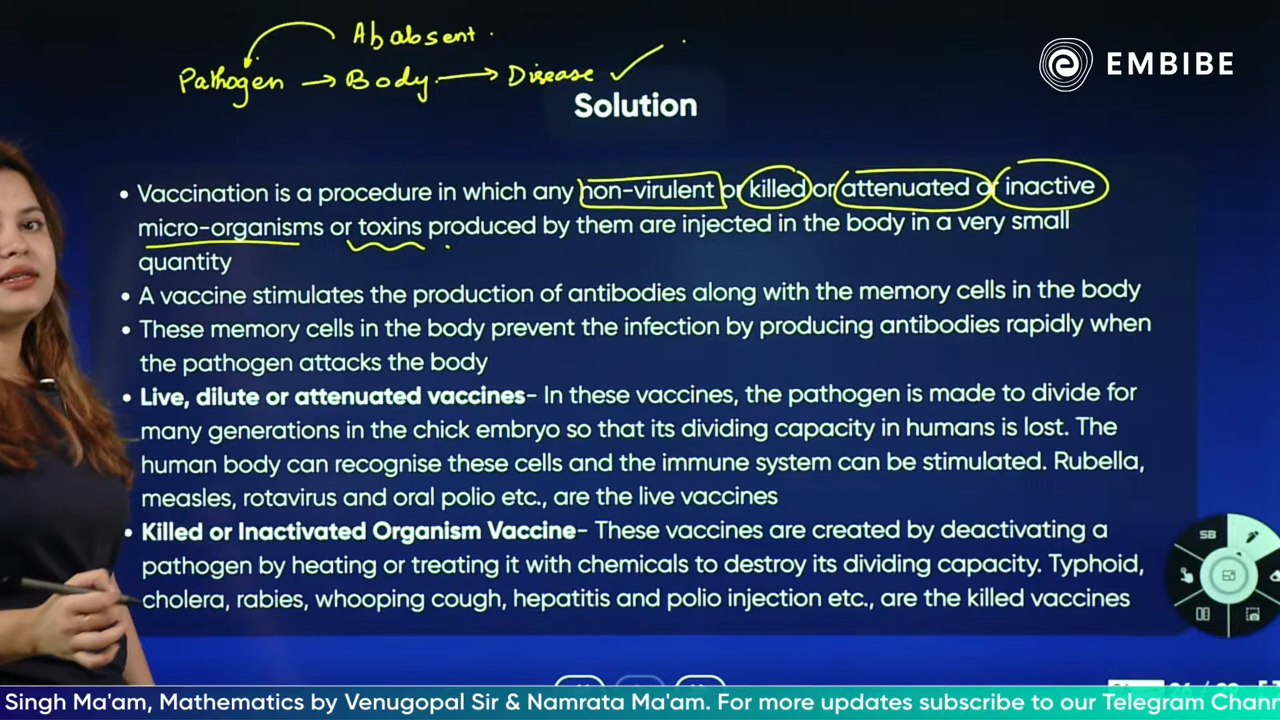 Ab absent.
Pathogen → Body → Disease ✓
EMBIBE
Solution
• Vaccination is a procedure in which any non-virulent or killed or attenuated or inactive
micro-organisms or toxins produced by them are injected in the body in a very small
quantity
• A vaccine stimulates the production of antibodies along with the memory cells in the body
• These memory cells in the body prevent the infection by producing antibodies rapidly when
the pathogen attacks the body
• Live, dilute or attenuated vaccines- In these vaccines, the pathogen is made to divide for
many generations in the chick embryo so that its dividing capacity in humans is lost. The
human body can recognise these cells and the immune system can be stimulated. Rubella,
measles, rotavirus and oral polio etc., are the live vaccines
• Killed or Inactivated Organism Vaccine- These vaccines are created by deactivating a
pathogen by heating or treating it with chemicals to destroy its dividing capacity. Typhoid,
cholera, rabies, whooping cough, hepatitis and polio injection etc., are the killed vaccines
SB
Singh Ma'am, Mathematics by Venugopal Sir & Namrata Ma'am. For more updates subscribe to our Telegram Chann